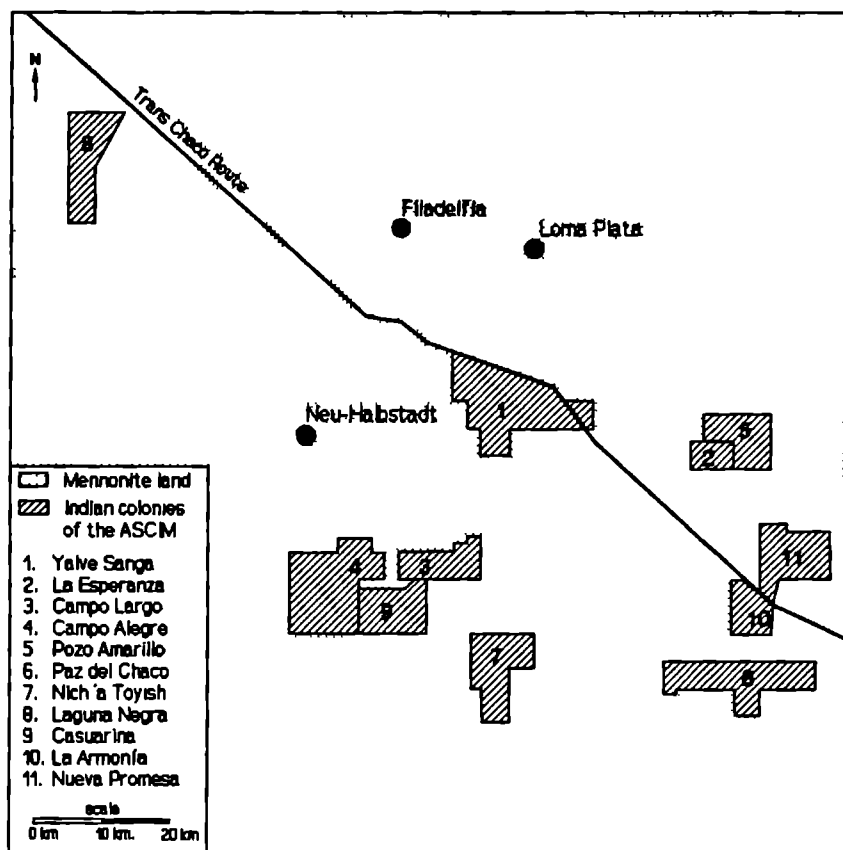 N
Trans Chaco Route
Filadelfia
Loma Plata
Neu-Halbstadt
1
2
5
4
3
9
7
11
10
Mennonite land
Indian colonies
of the ASCIM
1. Yalve Sanga
2. La Esperanza
3. Campo Largo
4. Campo Alegre
5. Pozo Amarillo
6. Paz del Chaco
7. Nich'a Toyish
8. Laguna Negra
9 Casuarina
10. La Armonía
11. Nueva Promesa
scale
0 km 10 km. 20 km